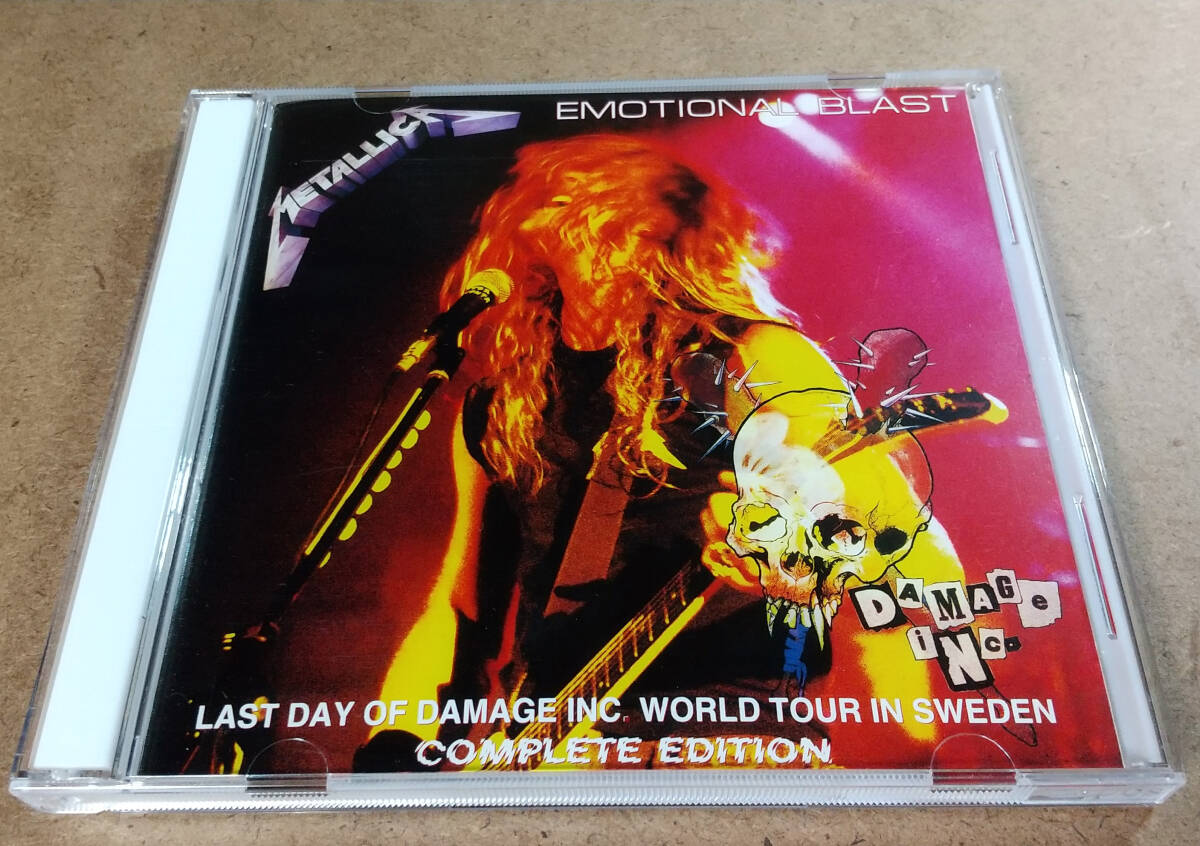 METALLICA
EMOTIONAL BLAST
DAMAGE
iNC.
LAST DAY OF DAMAGE INC. WORLD TOUR IN SWEDEN
COMPLETE EDITION